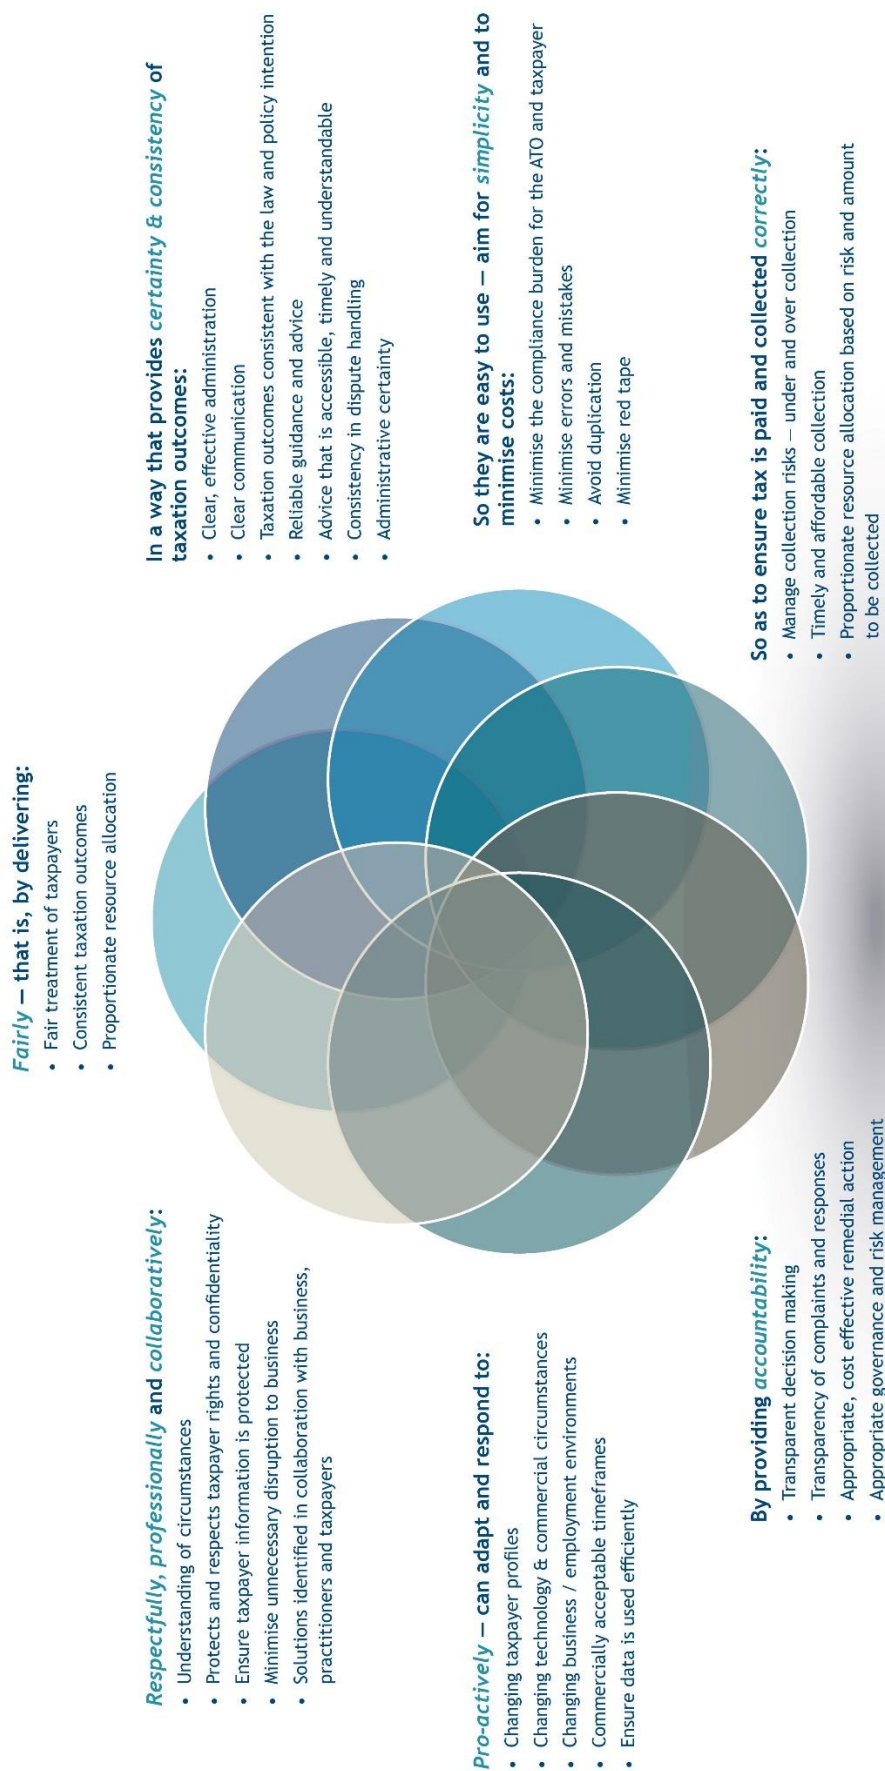 Fairly — that is, by delivering:
• Fair treatment of taxpayers
• Consistent taxation outcomes
• Proportionate resource allocation
In a way that provides certainty & consistency of
taxation outcomes:
• Clear, effective administration
• Clear communication
• Taxation outcomes consistent with the law and policy intention
• Reliable guidance and advice
• Advice that is accessible, timely and understandable
• Consistency in dispute handling
• Administrative certainty
So they are easy to use — aim for simplicity and to
minimise costs:
• Minimise the compliance burden for the ATO and taxpayer
• Minimise errors and mistakes
• Avoid duplication
• Minimise red tape
So as to ensure tax is paid and collected correctly:
• Manage collection risks — under and over collection
• Timely and affordable collection
• Proportionate resource allocation based on risk and amount
to be collected
By providing accountability:
• Transparent decision making
• Transparency of complaints and responses
• Appropriate, cost effective remedial action
• Appropriate governance and risk management
Pro-actively — can adapt and respond to:
• Changing taxpayer profiles
• Changing technology & commercial circumstances
• Changing business / employment environments
• Commercially acceptable timeframes
• Ensure data is used efficiently
Respectfully, professionally and collaboratively:
• Understanding of circumstances
• Protects and respects taxpayer rights and confidentiality
• Ensure taxpayer information is protected
• Minimise unnecessary disruption to business
• Solutions identified in collaboration with business,
practitioners and taxpayers